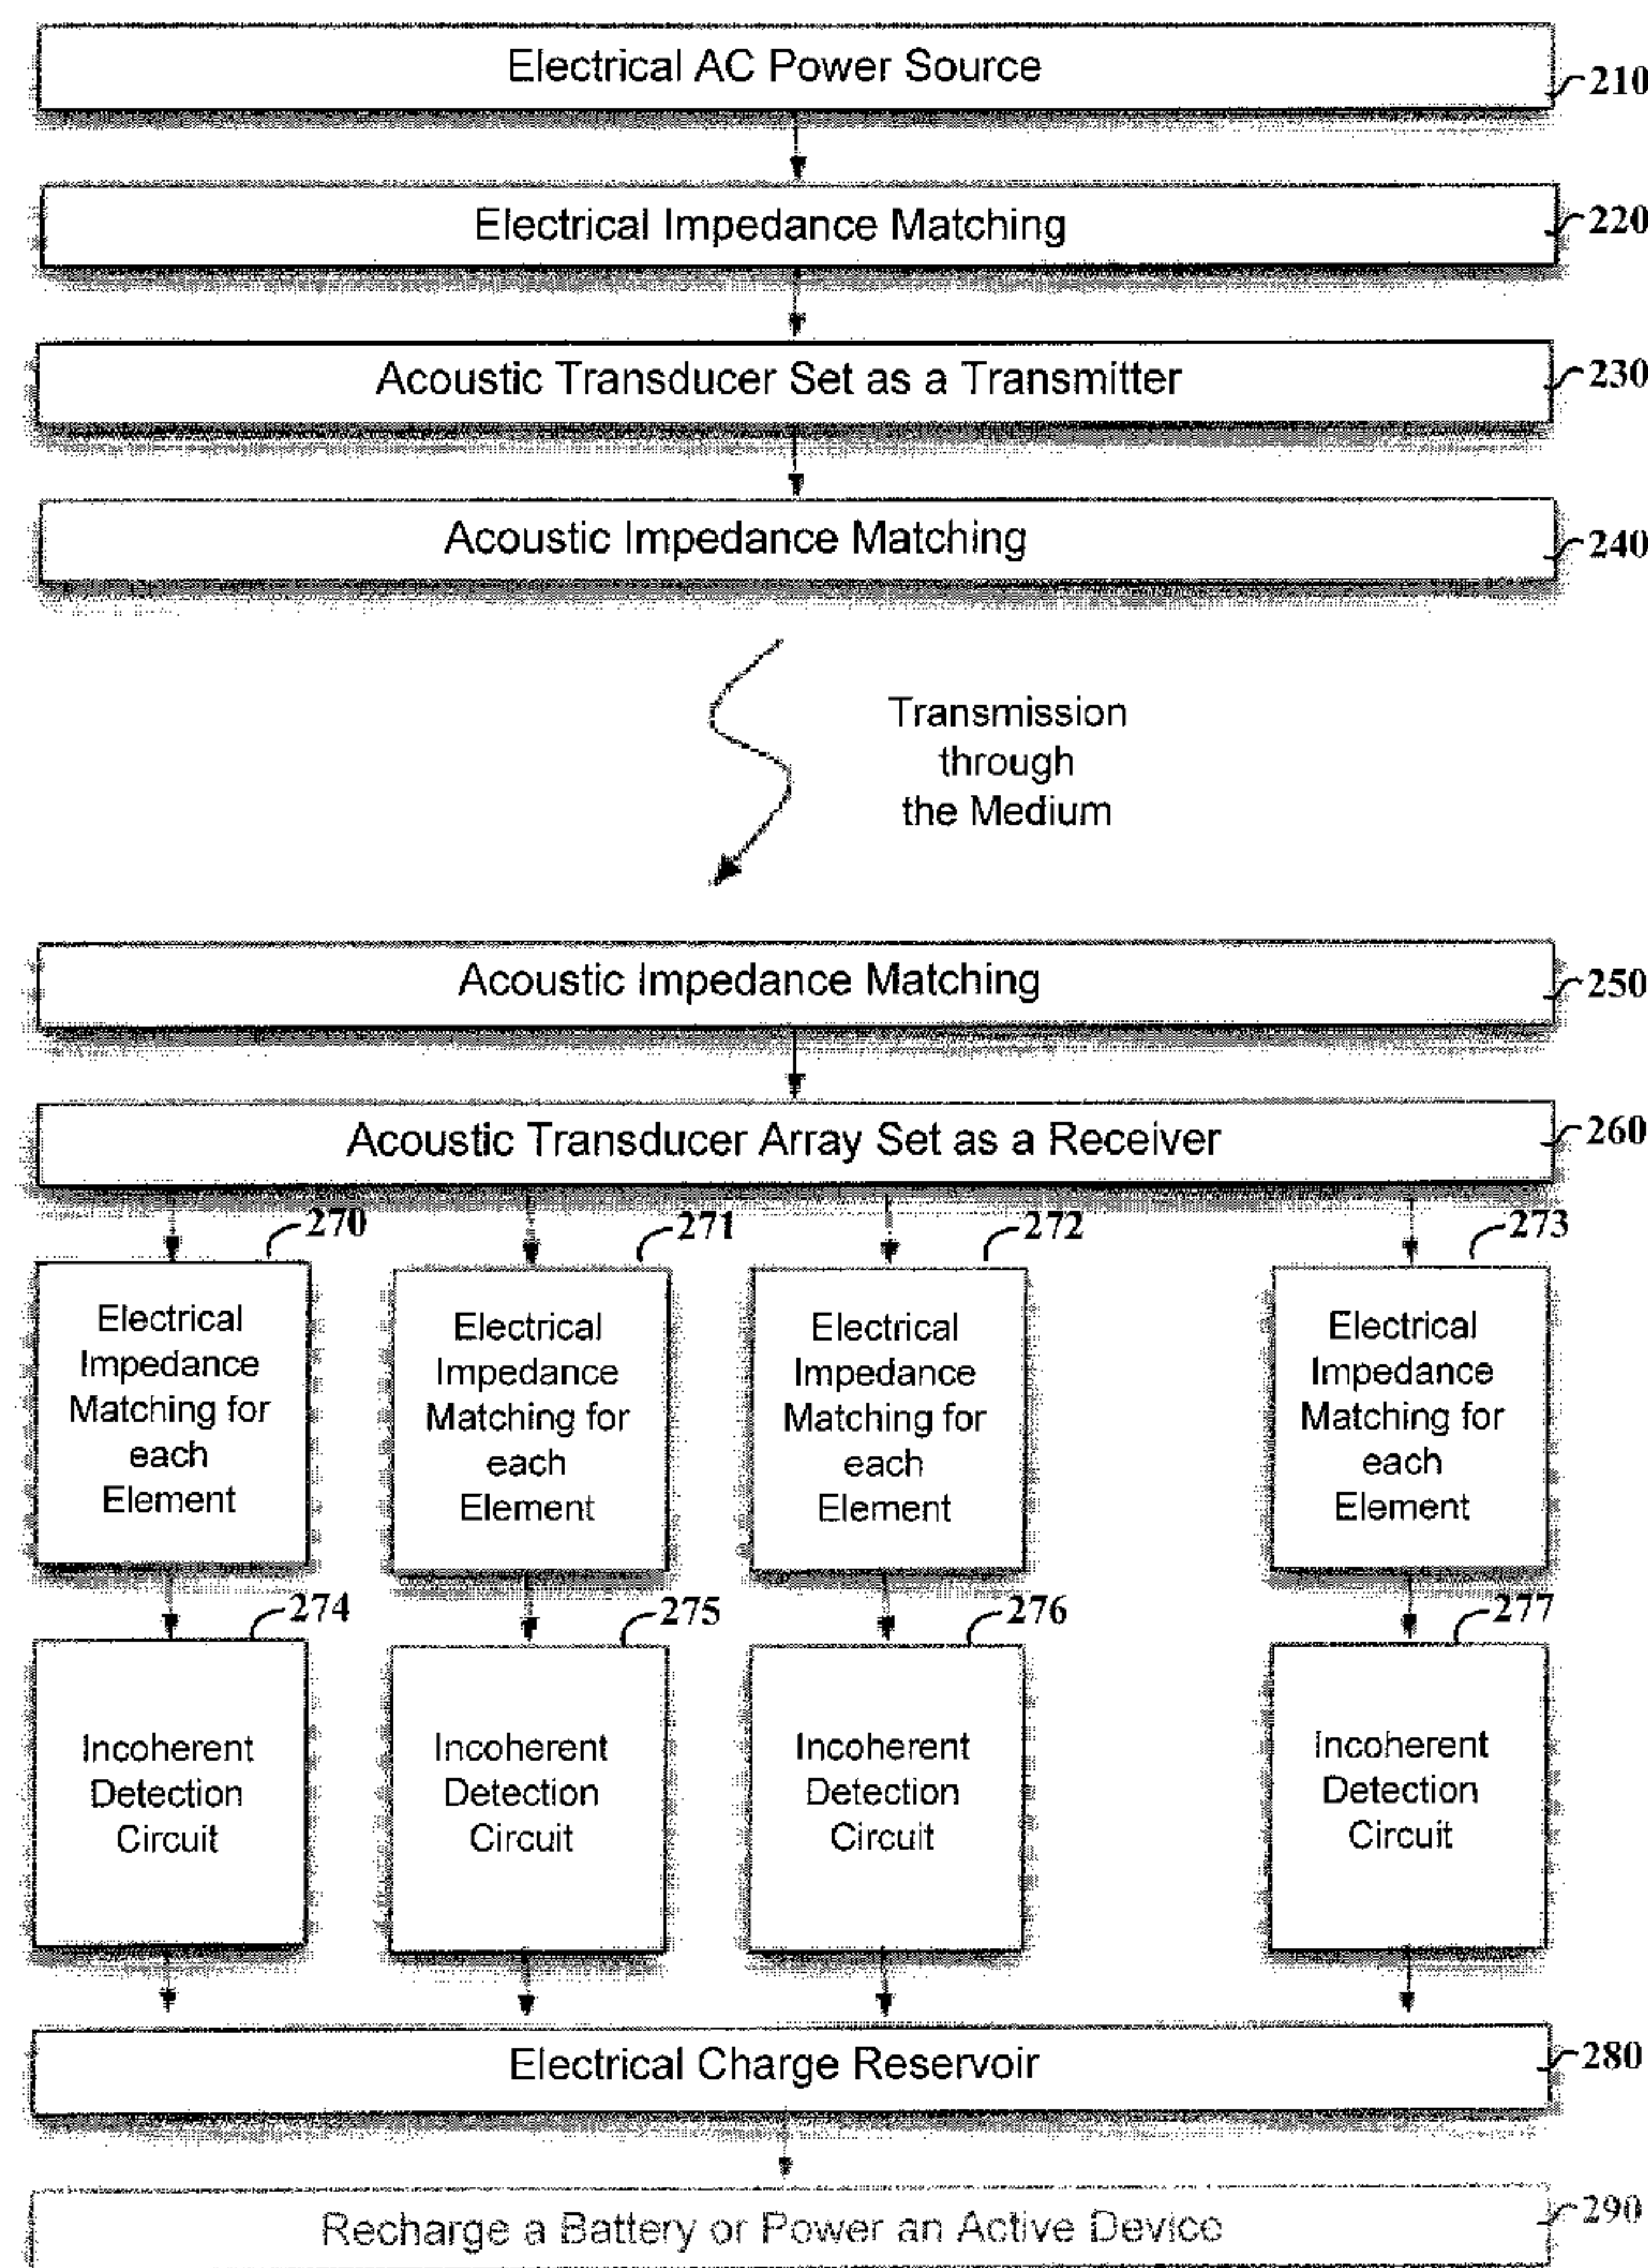 Electrical AC Power Source
210
Electrical Impedance Matching
220
Acoustic Transducer Set as a Transmitter
230
Acoustic Impedance Matching
240
Transmission
through
the Medium
Acoustic Impedance Matching
250
Acoustic Transducer Array Set as a Receiver
260
270
271
272
273
Electrical
Impedance
Matching for
each
Element
Electrical
Impedance
Matching for
each
Element
Electrical
Impedance
Matching for
each
Element
Electrical
Impedance
Matching for
each
Element
274
275
276
277
Incoherent
Detection
Circuit
Incoherent
Detection
Circuit
Incoherent
Detection
Circuit
Incoherent
Detection
Circuit
Electrical Charge Reservoir
280
Recharge a Battery or Power an Active Device
290